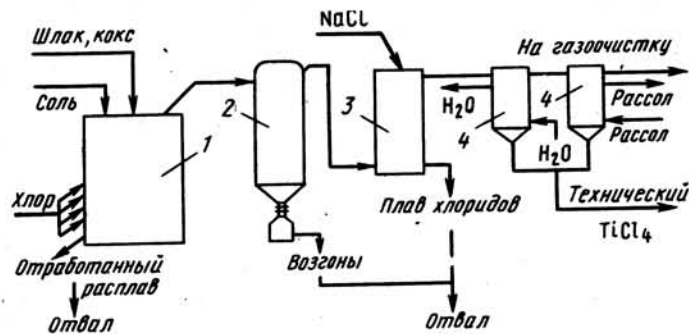 Шлак, кокс
Соль
1
Хлор
Отработанный
расплав
Отвал
2
Возгоны
NaCl
3
Плав хлоридов
Отвал
На газоочистку
H₂O
4
4
Рассол
Рассол
H₂O
Технический
TiCl₄